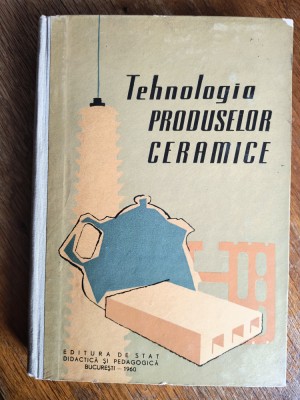 Tehnologia
PRODUSELOR
CERAMICE
EDITURA DE STAT
DIDACTICĂ ȘI PEDAGOGICĂ
BUCUREȘTI - 1960